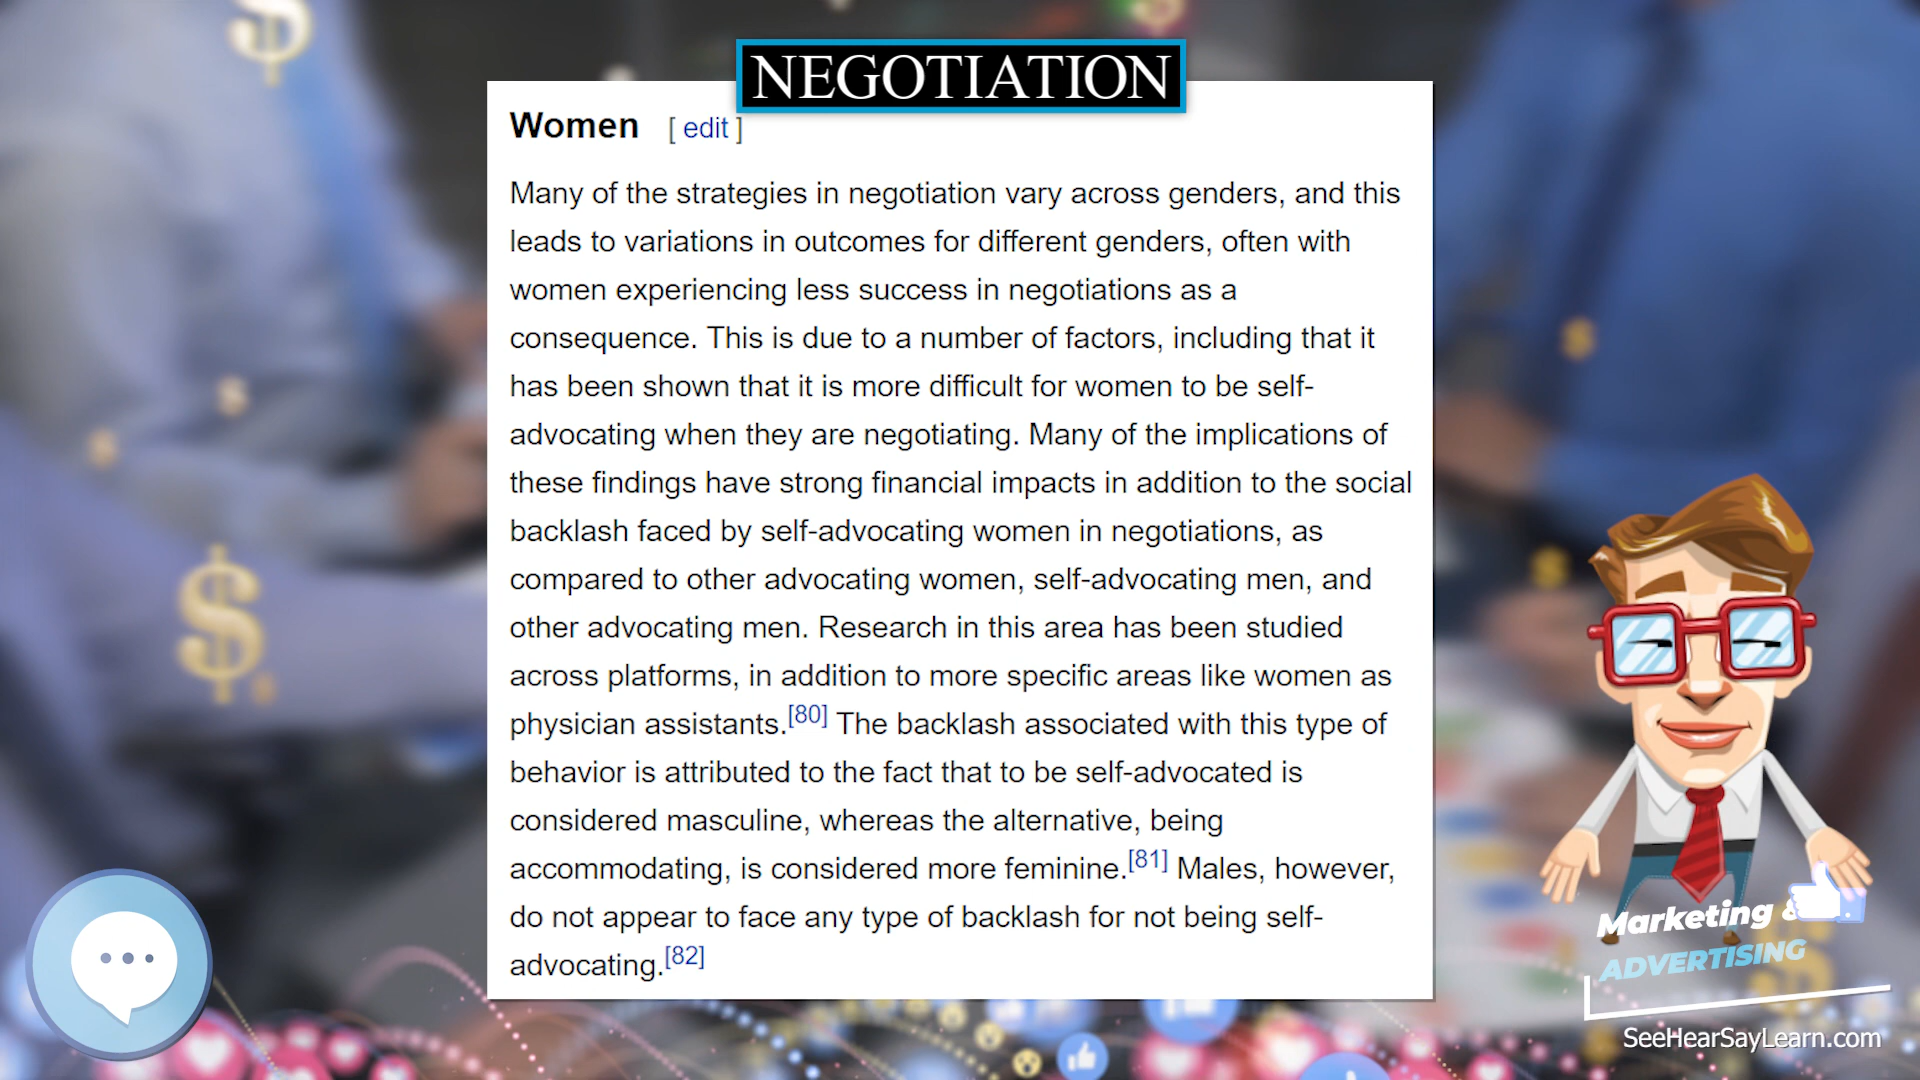 NEGOTIATION
Women [ edit ]
Many of the strategies in negotiation vary across genders, and this
leads to variations in outcomes for different genders, often with
women experiencing less success in negotiations as a
consequence. This is due to a number of factors, including that it
has been shown that it is more difficult for women to be self-
advocating when they are negotiating. Many of the implications of
these findings have strong financial impacts in addition to the social
backlash faced by self-advocating women in negotiations, as
compared to other advocating women, self-advocating men, and
other advocating men. Research in this area has been studied
across platforms, in addition to more specific areas like women as
physician assistants.[80] The backlash associated with this type of
behavior is attributed to the fact that to be self-advocated is
considered masculine, whereas the alternative, being
accommodating, is considered more feminine.[81] Males, however,
do not appear to face any type of backlash for not being self-
advocating.[82]
Marketing &
ADVERTISING
SeeHearSayLearn.com